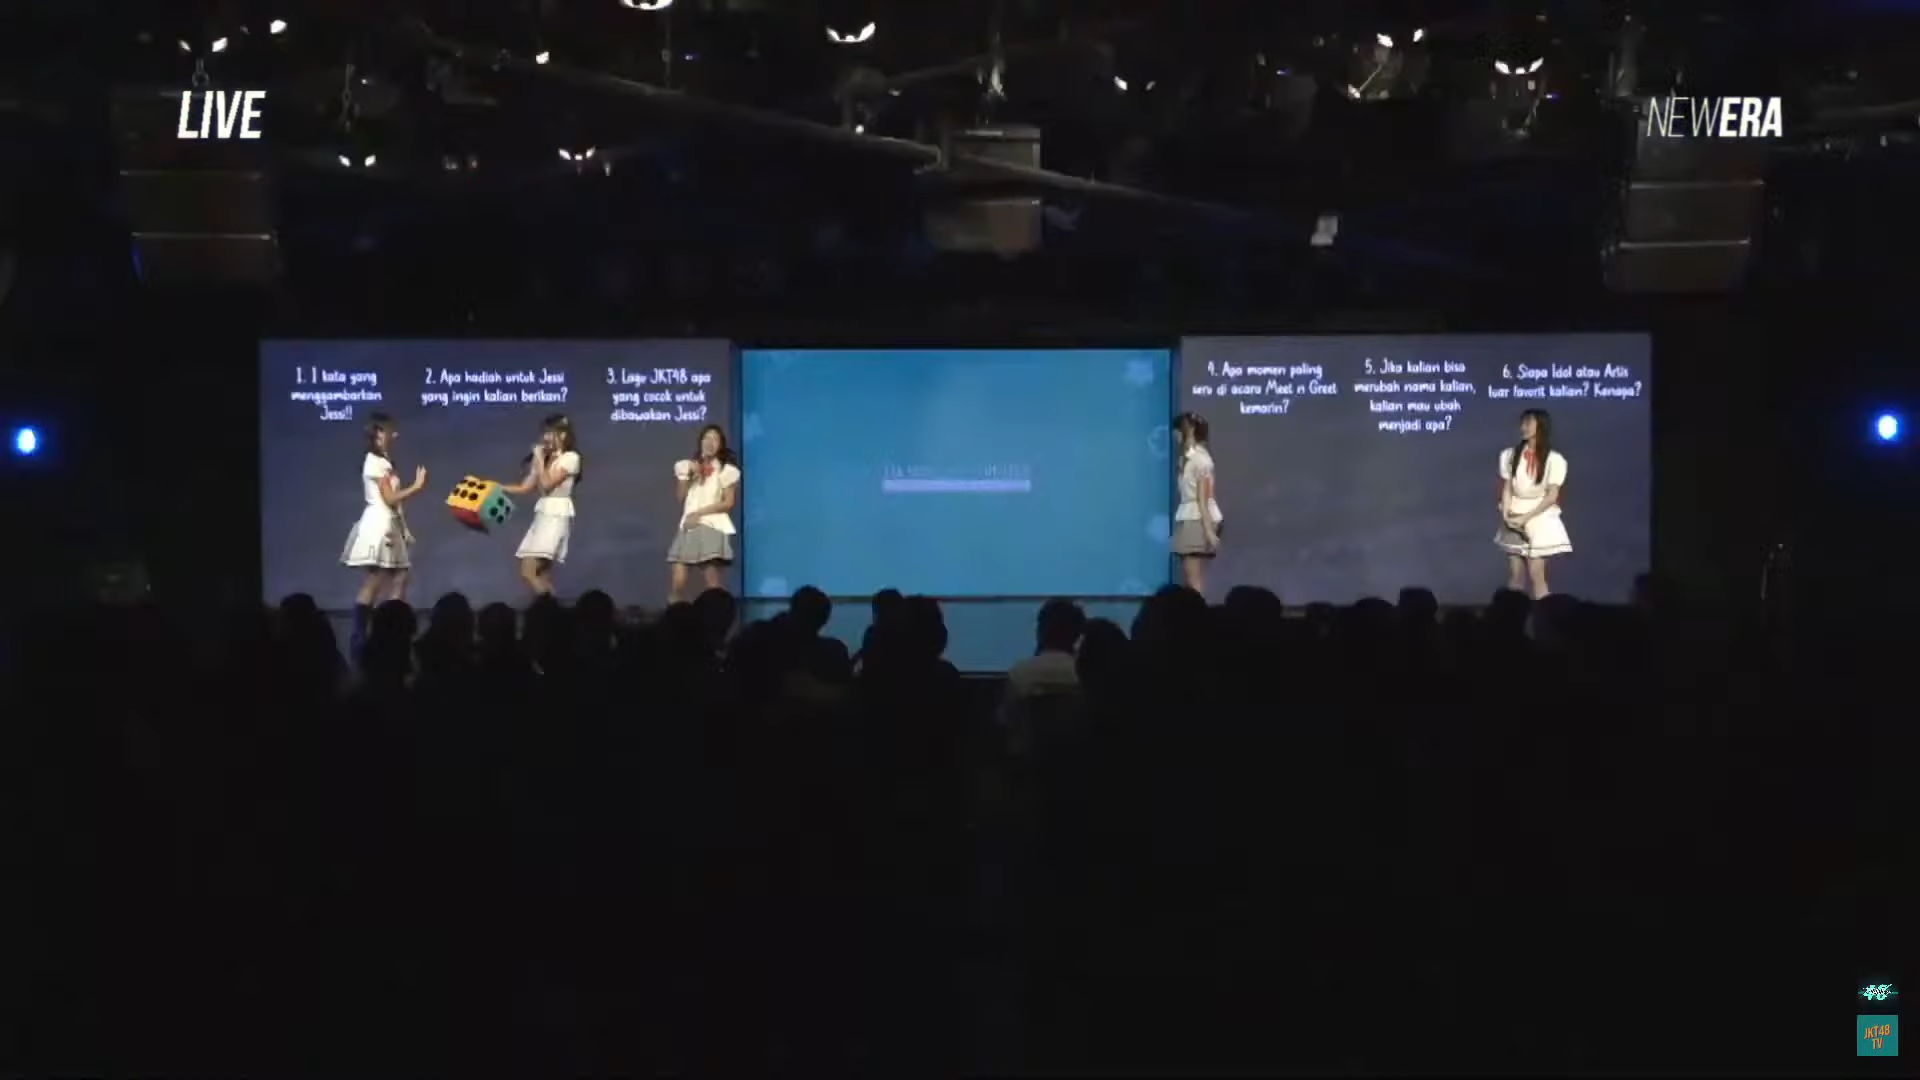 LIVE
NEWERA
1. 1 kata yang
menggambarkan
Jessi!!
2. Apa hadiah untuk Jessi
yang ingin kalian berikan?
3. Lagu JKT48 apa
yang cocok untuk
dibawakan Jessi?
4. Apa momen paling
seru di acara Meet n Greet
kemarin?
5. Jika kalian bisa
merubah nama kalian,
kalian mau ubah
menjadi apa?
6. Siapa Idol atau Artis
luar favorit kalian? Kenapa?
JKT48
TV